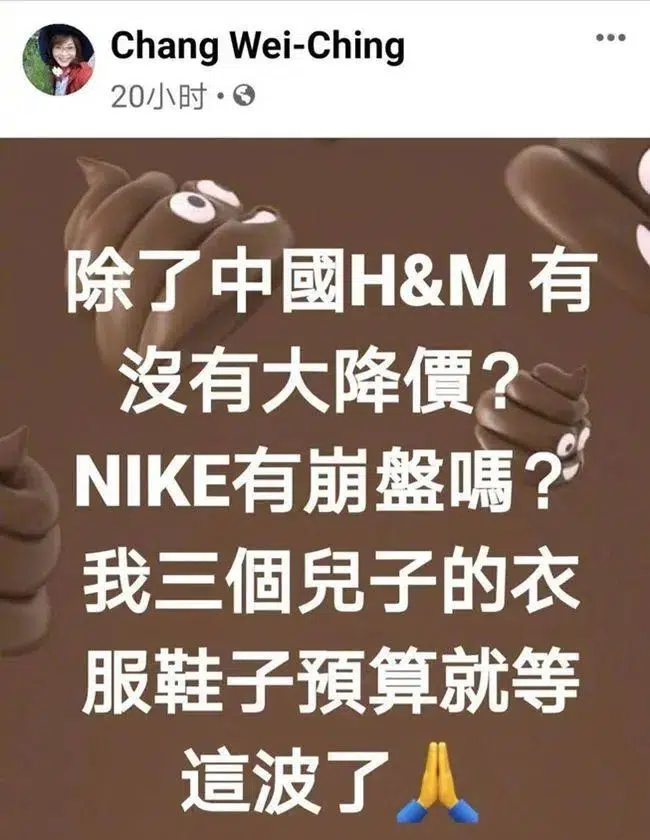 Chang Wei-Ching
20小时
除了中國H&M 有
沒有大降價？
NIKE有崩盤嗎？
我三個兒子的衣
服鞋子預算就等
這波了🙏